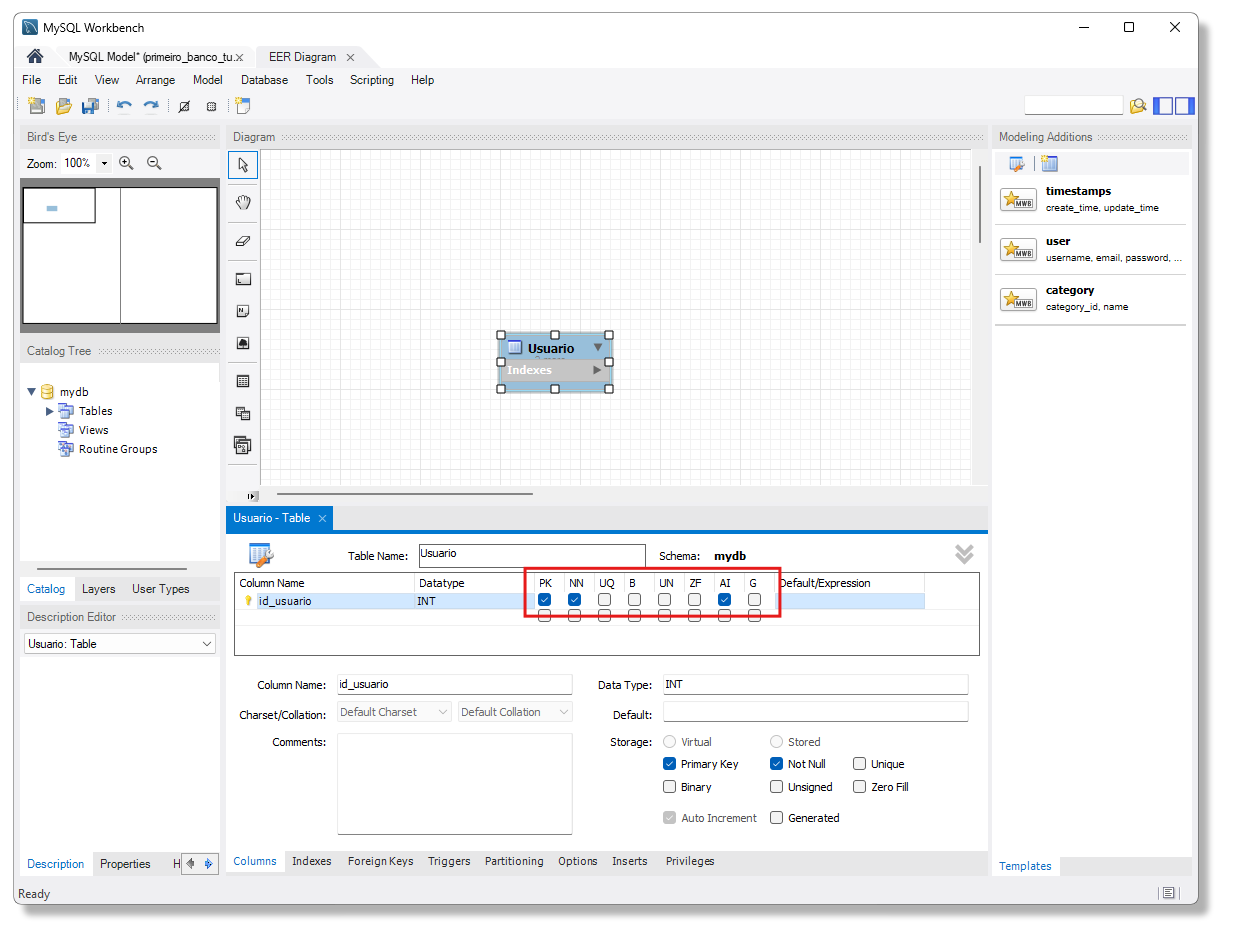 MySQL Workbench
MySQL Model* (primeiro_banco_tu.x EER Diagram
File Edit View Arrange Model Database Tools Scripting Help
Bird's Eye
Diagram
Modeling Additions
Zoom: 100%
timestamps
create_time, update_time
user
username, email, password, ...
category
category_id, name
MWB
MWB
MWB
Usuario
Indexes
Catalog Tree
mydb
Tables
Views
Routine Groups
Catalog Layers User Types
Description Editor
Usuario: Table
Description Properties H
Usuario - Table
Table Name: Usuario Schema: mydb
Column Name Datatype PK NN UQ B UN ZF AI G Default/Expression
id_usuario INT
Column Name: id_usuario Data Type: INT
Charset/Collation: Default Charset Default Collation Default:
Comments: Storage: Virtual Stored
Primary Key Not Null Unique
Binary Unsigned Zero Fill
Auto Increment Generated
Columns Indexes Foreign Keys Triggers Partitioning Options Inserts Privileges
Templates
Ready